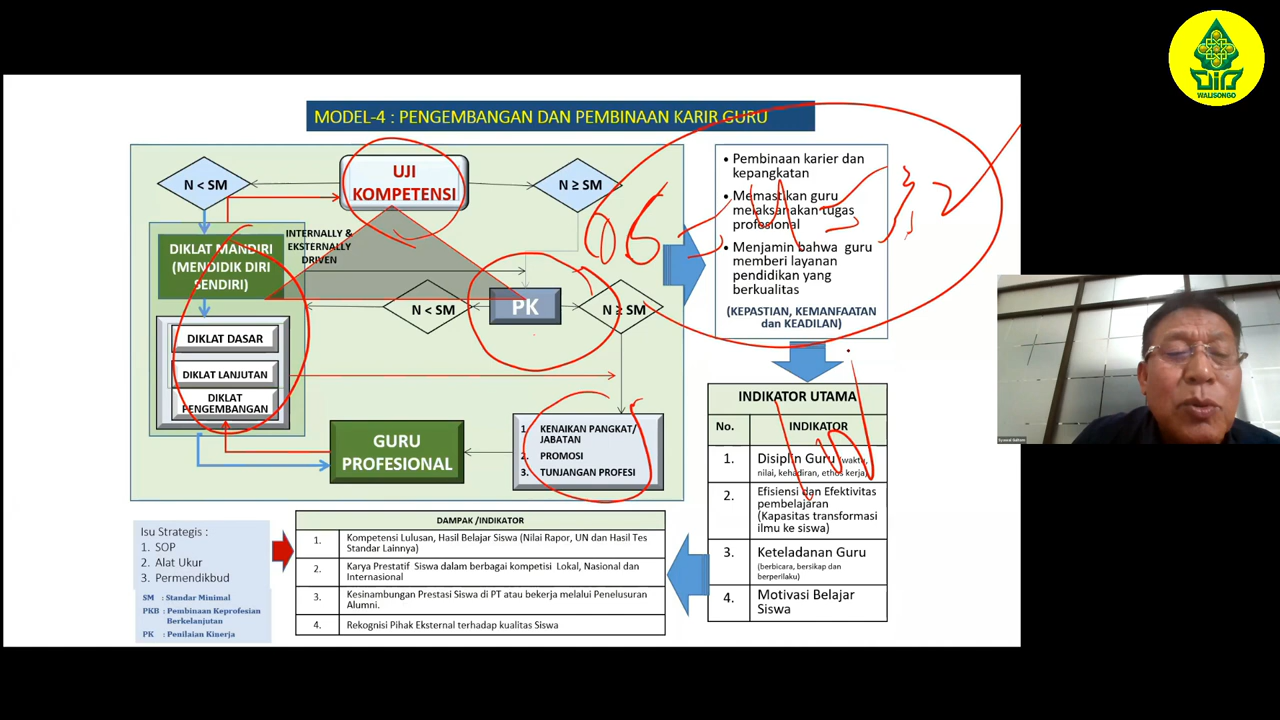 WALISONGO
MODEL-4 : PENGEMBANGAN DAN PEMBINAAN KARIR GURU
N < SM
UJI
KOMPETENSI
N ≥ SM
DIKLAT MANDIRI
(MENDIDIK DIRI
SENDIRI)
INTERNALLY &
EKSTERNALLY
DRIVEN
N < SM
PK
N ≥ SM
DIKLAT DASAR
DIKLAT LANJUTAN
DIKLAT
PENGEMBANGAN
GURU
PROFESIONAL
1. KENAIKAN PANGKAT/
JABATAN
2. PROMOSI
3. TUNJANGAN PROFESI
• Pembinaan karier dan
kepangkatan
• Memastikan guru
melaksanakan tugas
profesional
• Menjamin bahwa guru
memberi layanan
pendidikan yang
berkualitas
(KEPASTIAN, KEMANFAATAN
dan KEADILAN)
INDIKATOR UTAMA
No. INDIKATOR
1. Disiplin Guru (waktu,
nilai, kehadiran, ethos kerja)
2. Efisiensi dan Efektivitas
pembelajaran
(Kapasitas transformasi
ilmu ke siswa)
3. Keteladanan Guru
(berbicara, bersikap dan
berperilaku)
4. Motivasi Belajar
Siswa
DAMPAK /INDIKATOR
1. Kompetensi Lulusan, Hasil Belajar Siswa (Nilai Rapor, UN dan Hasil Tes
Standar Lainnya)
2. Karya Prestatif Siswa dalam berbagai kompetisi Lokal, Nasional dan
Internasional
3. Kesinambungan Prestasi Siswa di PT atau bekerja melalui Penelusuran
Alumni.
4. Rekognisi Pihak Eksternal terhadap kualitas Siswa
Isu Strategis :
1. SOP
2. Alat Ukur
3. Permendikbud
SM : Standar Minimal
PKB : Pembinaan Keprofesian
Berkelanjutan
PK : Penilaian Kinerja